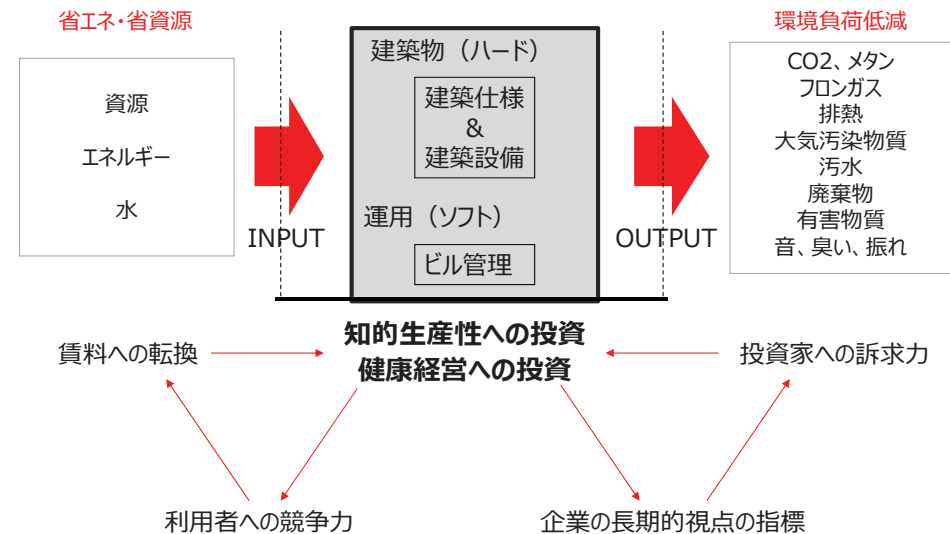 省エネ・省資源
資源
エネルギー
水
INPUT
建築物（ハード）
建築仕様
&
建築設備
運用（ソフト）
ビル管理
OUTPUT
環境負荷低減
CO2、メタン
フロンガス
排熱
大気汚染物質
汚水
廃棄物
有害物質
音、臭い、振れ
知的生産性への投資
健康経営への投資
賃料への転換
投資家への訴求力
利用者への競争力
企業の長期的視点の指標